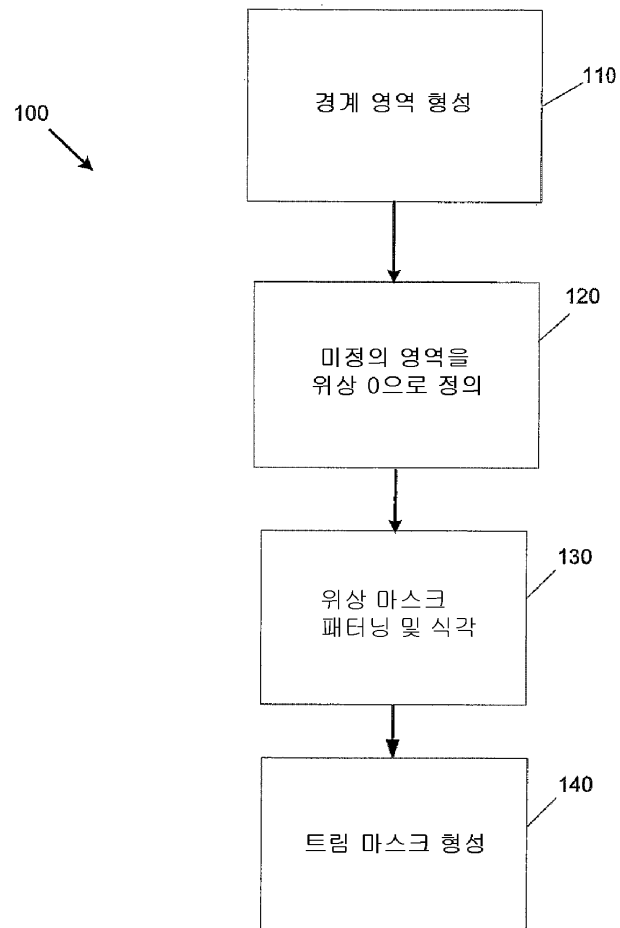 경계 영역 형성
110
100
120
미정의 영역을
위상 0으로 정의
130
위상 마스크
패터닝 및 식각
140
트림 마스크 형성